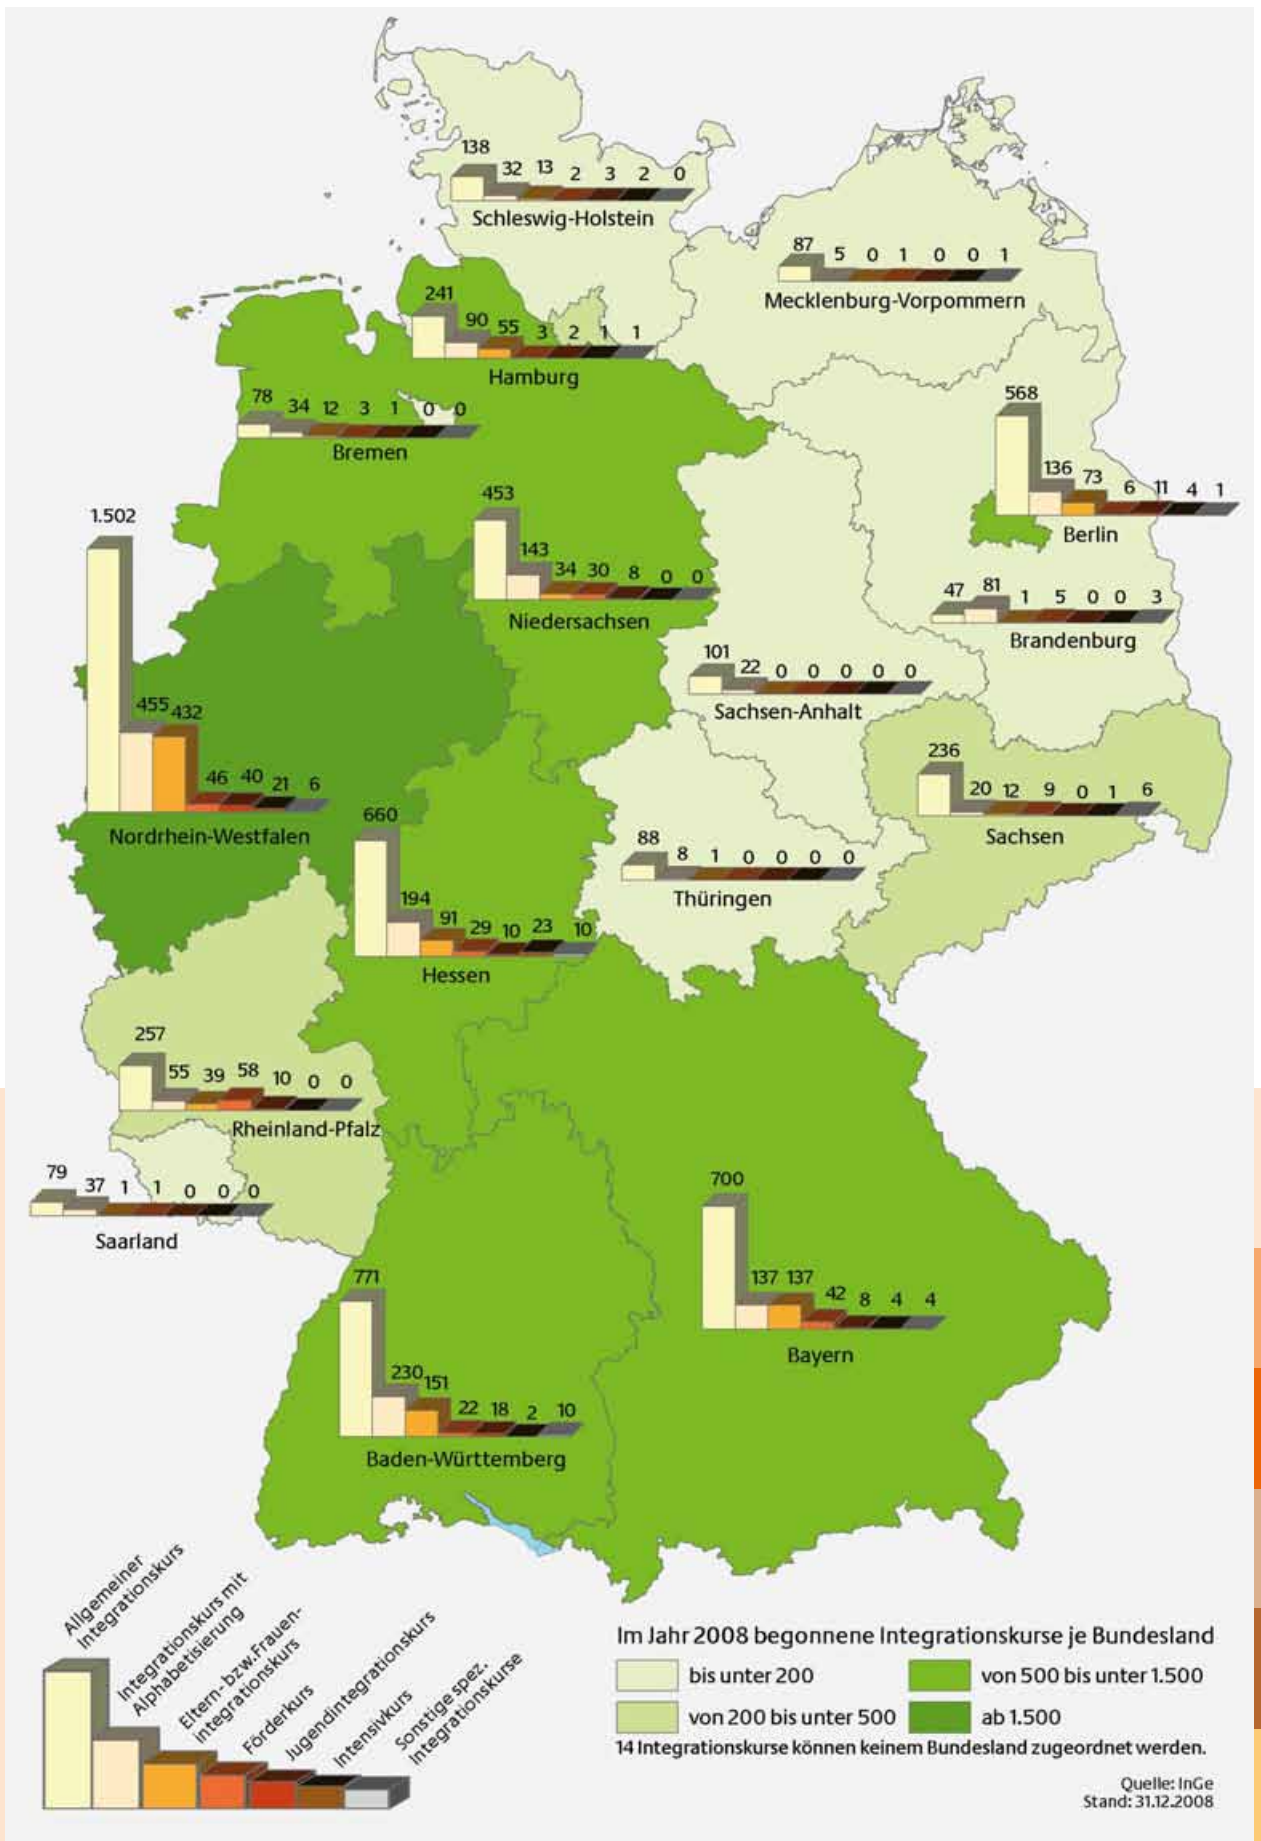 138 32 13 2 3 2 0
Schleswig-Holstein
87 5 0 1 0 0 1
Mecklenburg-Vorpommern
241 90 55 3 2 1 1
Hamburg
78 34 12 3 1 0 0
Bremen
568 136 73 6 11 4 1
Berlin
453 143 34 30 8 0 0
Niedersachsen
1.502 455 432 46 40 21 6
Nordrhein-Westfalen
47 81 1 5 0 0 3
Brandenburg
101 22 0 0 0 0 0
Sachsen-Anhalt
236 20 12 9 0 1 6
Sachsen
660 194 91 29 10 23 10
Hessen
88 8 1 0 0 0 0
Thüringen
257 55 39 58 10 0 0
Rheinland-Pfalz
79 37 1 1 0 0 0
Saarland
700 137 137 42 8 4 4
Bayern
771 230 151 22 18 2 10
Baden-Württemberg
Allgemeiner
Integrationskurs
Integrationskurs mit
Alphabetisierung
Eltern- bzw.Frauen-
integrationskurs
Förderkurs
Jugendintegrationskurs
Intensivkurs
Sonstige spez.
Integrationskurse
Im Jahr 2008 begonnene Integrationskurse je Bundesland
bis unter 200
von 500 bis unter 1.500
von 200 bis unter 500
ab 1.500
14 Integrationskurse können keinem Bundesland zugeordnet werden.
Quelle: InGe
Stand: 31.12.2008